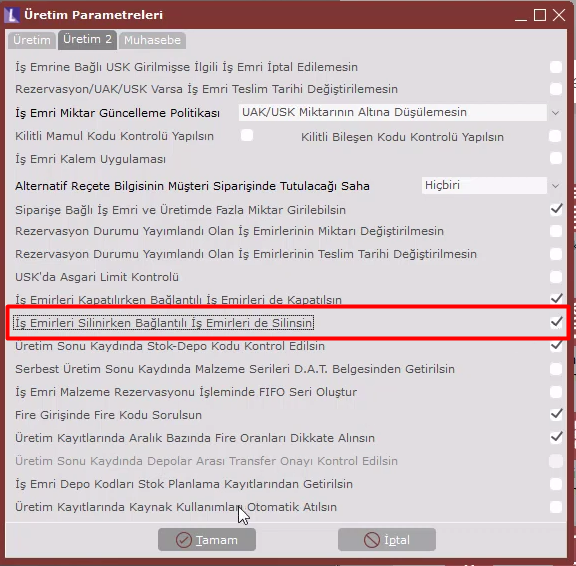 Üretim Parametreleri
Üretim Üretim 2 Muhasebe
İş Emrine Bağlı USK Girilmişse İlgili İş Emri İptal Edilemesin
Rezervasyon/UAK/USK Varsa İş Emri Teslim Tarihi Değiştirilemesin
İş Emri Miktar Güncelleme Politikası UAK/USK Miktarının Altına Düşülemesin
Kilitli Mamul Kodu Kontrolü Yapılsın Kilitli Bileşen Kodu Kontrolü Yapılsın
İş Emri Kalem Uygulaması
Alternatif Reçete Bilgisinin Müşteri Siparişinde Tutulacağı Saha Hiçbiri
Siparişe Bağlı İş Emri ve Üretimde Fazla Miktar Girilebilsin
Rezervasyon Durumu Yayımlandı Olan İş Emirlerinin Miktarı Değiştirilmesin
Rezervasyon Durumu Yayımlandı Olan İş Emirlerinin Teslim Tarihi Değiştirilmesin
USK'da Asgari Limit Kontrolü
İş Emirleri Kapatılırken Bağlantılı İş Emirleri de Kapatılsın
İş Emirleri Silinirken Bağlantılı İş Emirleri de Silinsin
Üretim Sonu Kaydında Stok-Depo Kodu Kontrol Edilsin
Serbest Üretim Sonu Kaydında Malzeme Serileri D.A.T. Belgesinden Getirilsin
İş Emri Malzeme Rezervasyonu İşleminde FIFO Seri Oluştur
Fire Girişinde Fire Kodu Sorulsun
Üretim Kayıtlarında Aralık Bazında Fire Oranları Dikkate Alınsın
Üretim Sonu Kaydında Depolar Arası Transfer Onayı Kontrol Edilsin
İş Emri Depo Kodları Stok Planlama Kayıtlarından Getirilsin
Üretim Kayıtlarında Kaynak Kullanımları Otomatik Atılsın
Tamam İptal